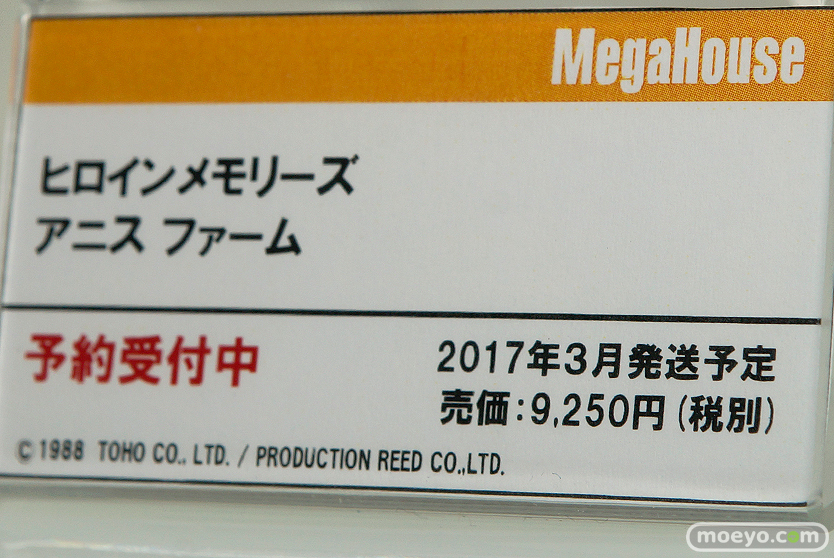 MegaHouse
ヒロインメモリーズ
アニス ファーム
予約受付中
2017年3月発送予定
売価:9,250円(税別)
©1988 TOHO CO., LTD. / PRODUCTION REED CO.,LTD.
moeyo.com